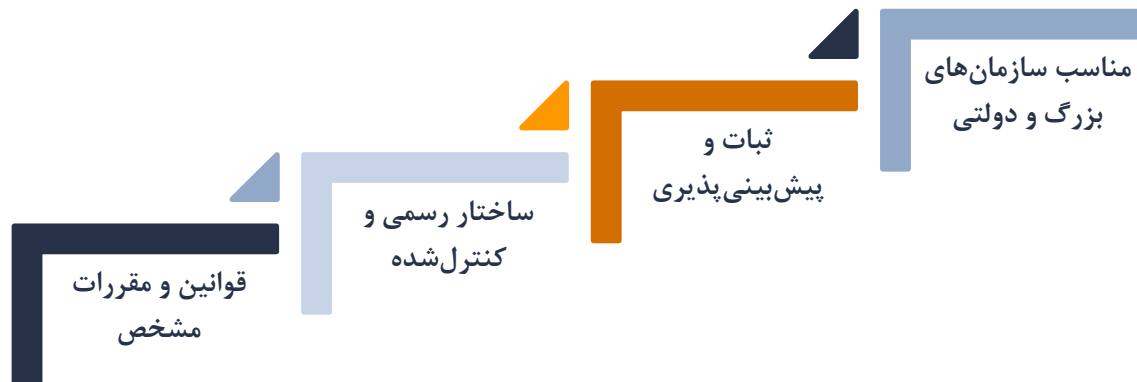 مناسب سازمان‌های
بزرگ و دولتی
ثبات و
پیش‌بینی‌پذیری
ساختار رسمی و
کنترل‌شده
قوانین و مقررات
مشخص